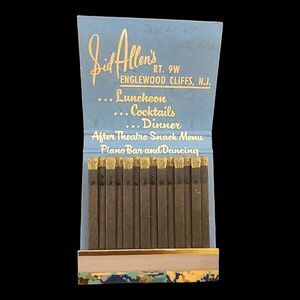 Sid Allen's
RT. 9W
ENGLEWOOD CLIFFS, N.J.
...Luncheon
...Cocktails
...Dinner
After Theatre Snack Menu
Piano Bar and Dancing